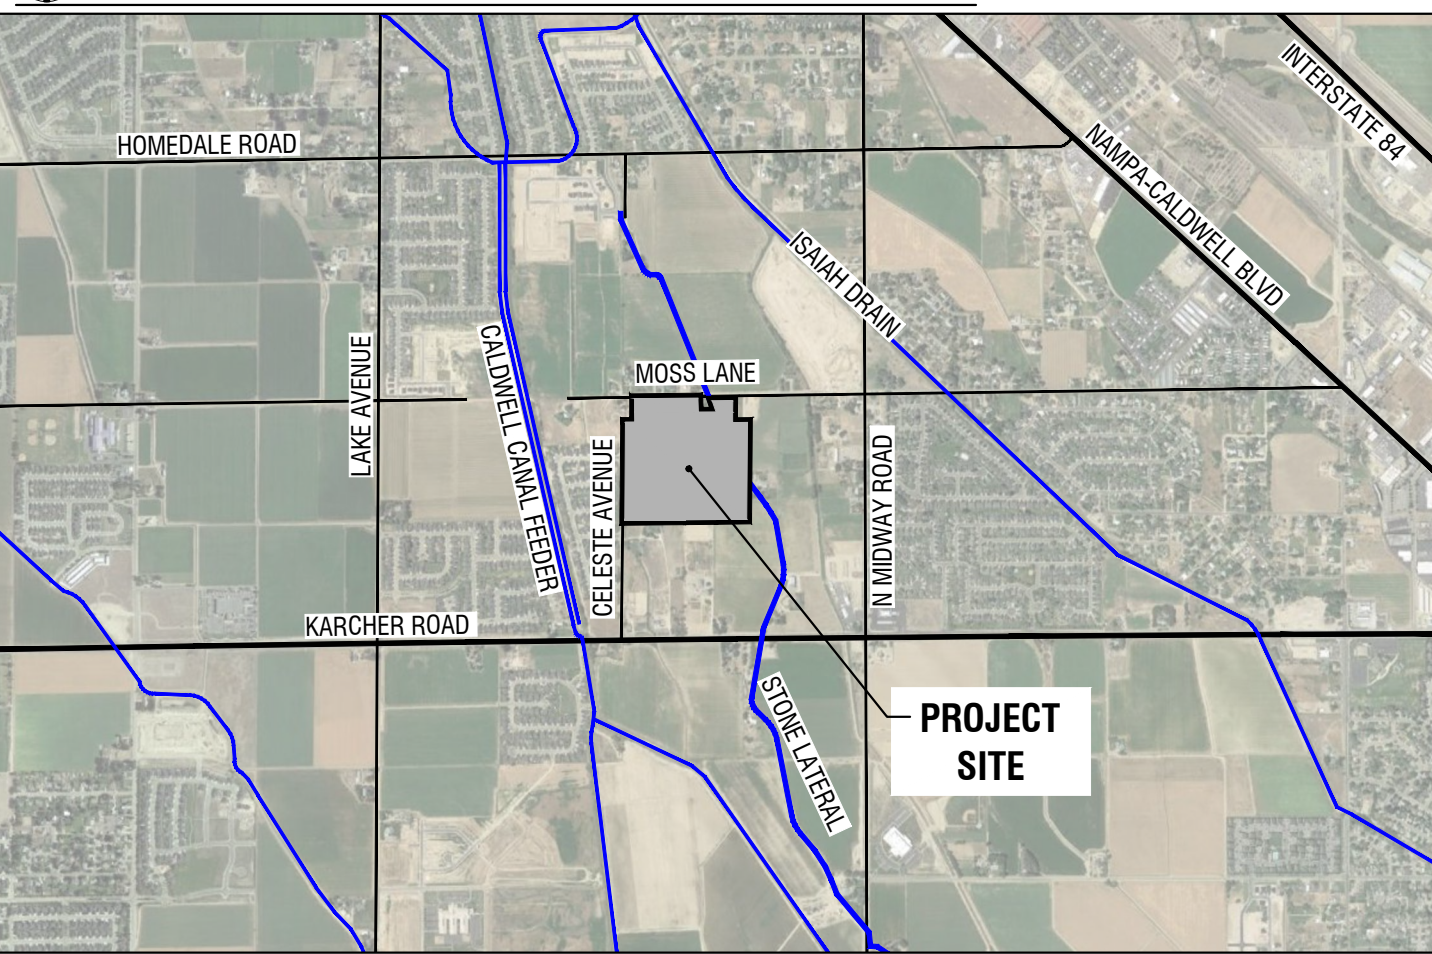 INTERSTATE 84
HOMEDALE ROAD
NAMPA-CALDWELL BLVD
ISAIAH DRAIN
LAKE AVENUE
CALDWELL CANAL FEEDER
MOSS LANE
CELESTE AVENUE
N MIDWAY ROAD
KARCHER ROAD
STONE LATERAL
PROJECT
SITE